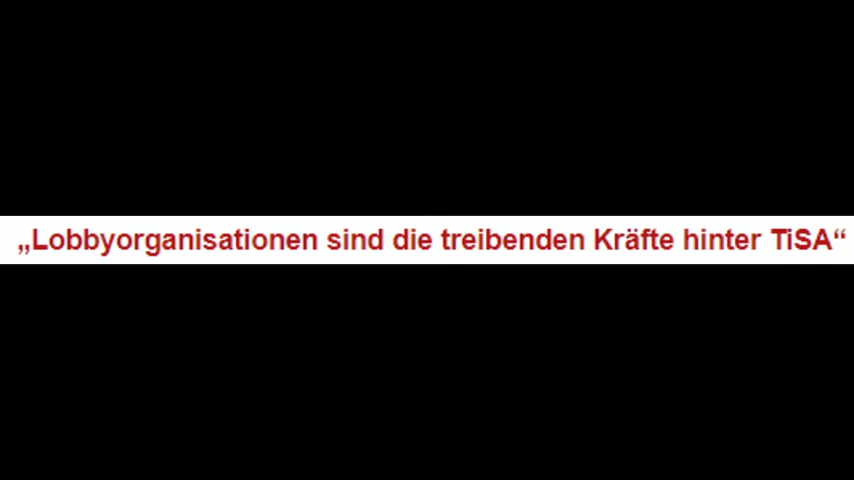 „Lobbyorganisationen sind die treibenden Kräfte hinter TiSA“